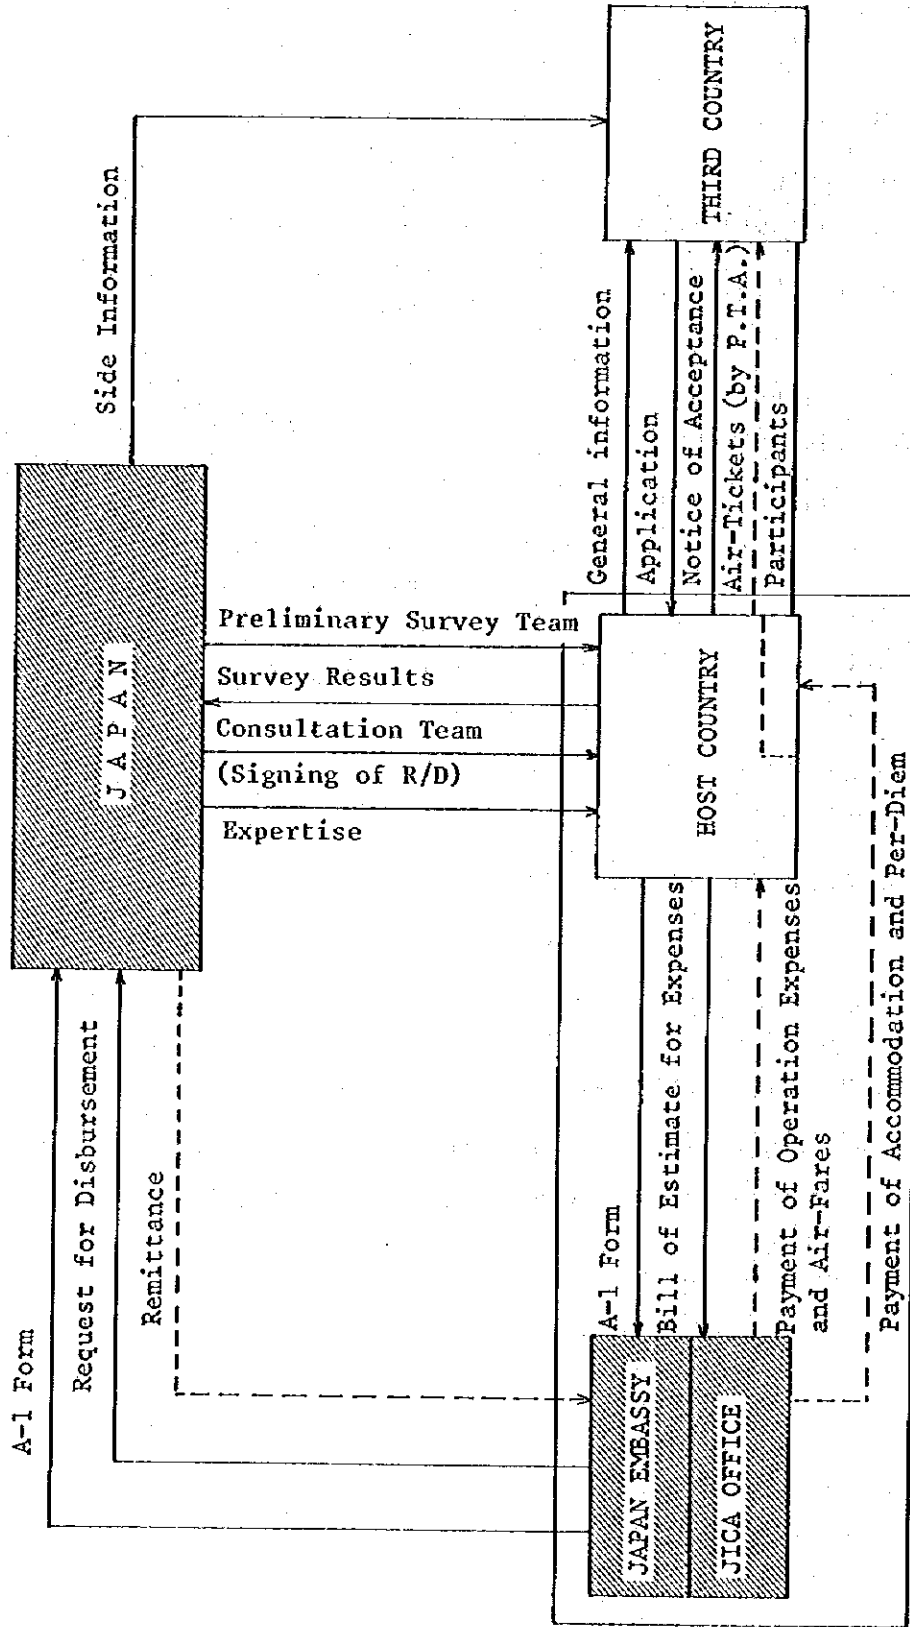 A-1 Form
Request for Disbursement
Remittance
JAPAN
Side Information
Preliminary Survey Team
Survey Results
Consultation Team
(Signing of R/D)
Expertise
JAPAN EMBASSY
JICA OFFICE
A-1 Form
Bill of Estimate for Expenses
Payment of Operation Expenses
and Air-Fares
Payment of Accommodation and Per-Diem
HOST COUNTRY
General information
Application
Notice of Acceptance
Air-Tickets (by P.T.A.)
Participants
THIRD COUNTRY